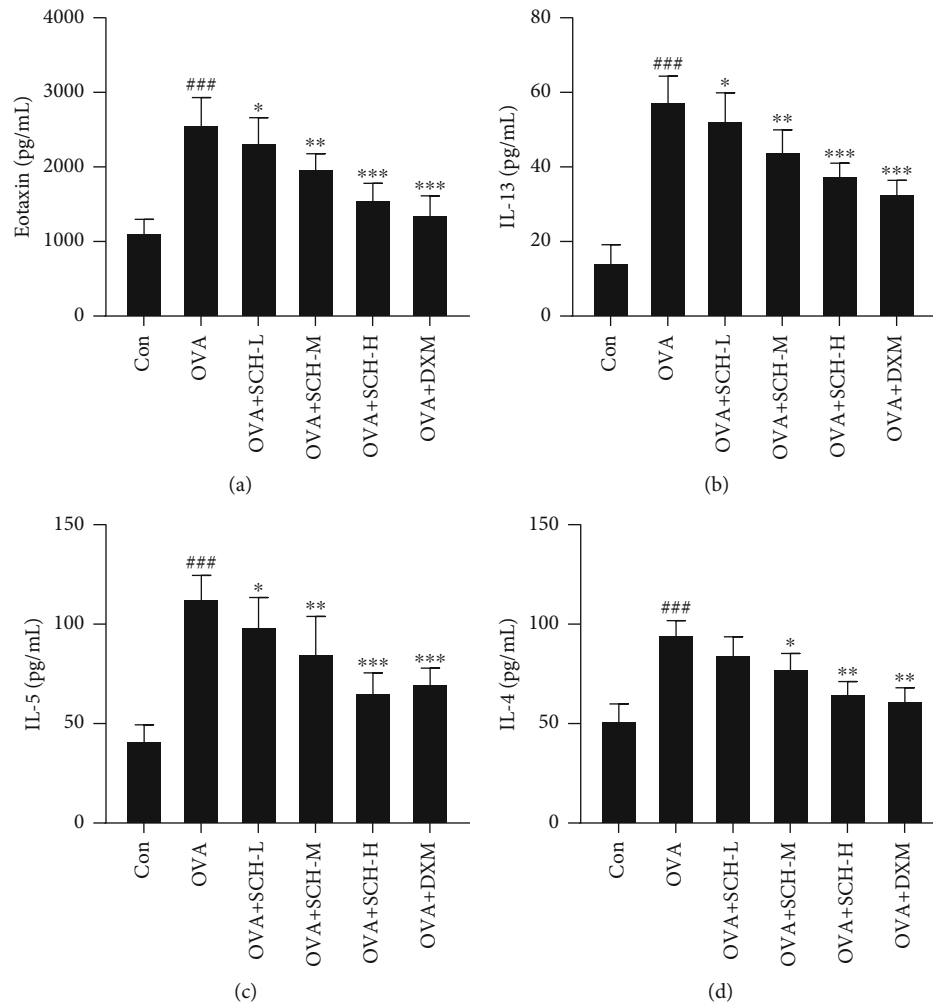 4000
3000
2000
1000
0
Eotaxin (pg/mL)
###
*
**
***
***
Con
OVA
OVA+SCH-L
OVA+SCH-M
OVA+SCH-H
OVA+DXM
(a)
80
60
40
20
0
IL-13 (pg/mL)
###
*
**
***
***
Con
OVA
OVA+SCH-L
OVA+SCH-M
OVA+SCH-H
OVA+DXM
(b)
150
100
50
0
IL-5 (pg/mL)
###
*
**
***
***
Con
OVA
OVA+SCH-L
OVA+SCH-M
OVA+SCH-H
OVA+DXM
(c)
150
100
50
0
IL-4 (pg/mL)
###
*
**
**
Con
OVA
OVA+SCH-L
OVA+SCH-M
OVA+SCH-H
OVA+DXM
(d)